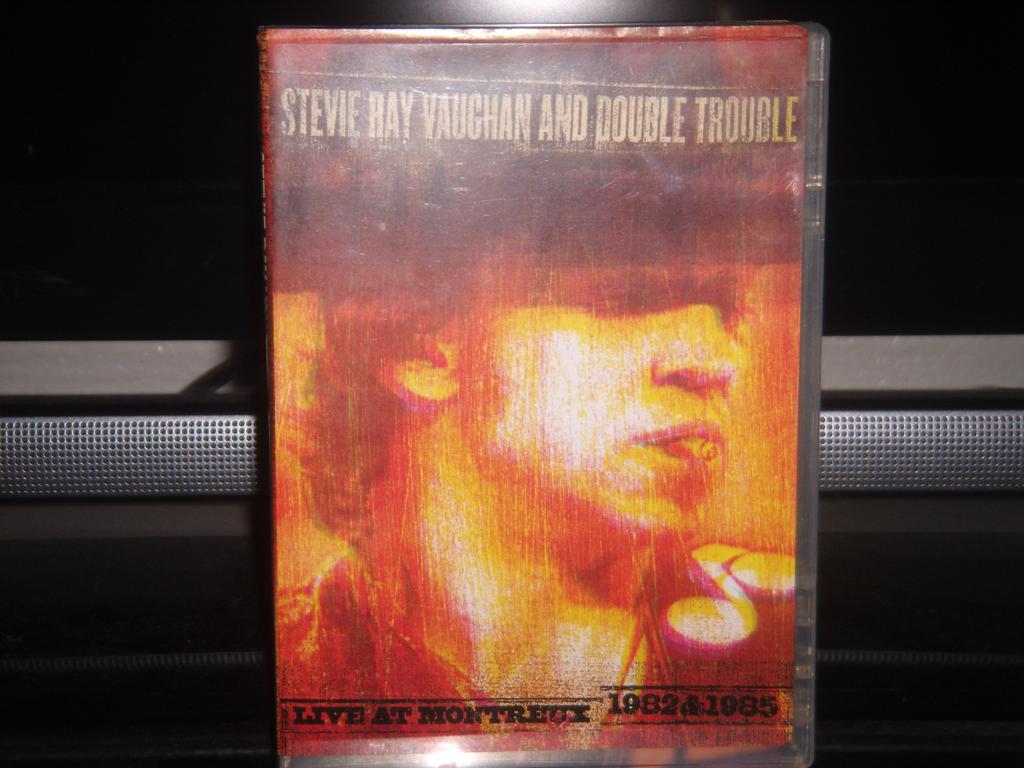 STEVIE RAY VAUGHAN AND DOUBLE TROUBLE
LIVE AT MONTREUX 1982 & 1985